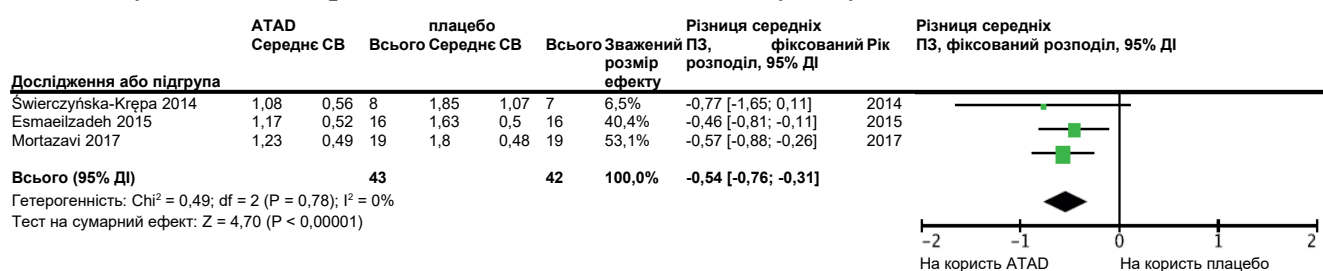 ATAD плацебо Різниця середніх Різниця середніх
Середнє СВ Всього Середнє СВ Всього Зважений ПЗ, фіксований Рік ПЗ, фіксований розподіл, 95% ДІ
розмір розподіл, 95% ДІ
Дослідження або підгрупа ефекту
Świerczyńska-Krępa 2014 1,08 0,56 8 1,85 1,07 7 6,5% -0,77 [-1,65; 0,11] 2014
Esmaeilzadeh 2015 1,17 0,52 16 1,63 0,5 16 40,4% -0,46 [-0,81; -0,11] 2015
Mortazavi 2017 1,23 0,49 19 1,8 0,48 19 53,1% -0,57 [-0,88; -0,26] 2017
Всього (95% ДІ) 43 42 100,0% -0,54 [-0,76; -0,31]
Гетерогенність: Chi² = 0,49; df = 2 (P = 0,78); I² = 0%
Тест на сумарний ефект: Z = 4,70 (P < 0,00001)
-2 -1 0 1 2
На користь ATAD На користь плацебо